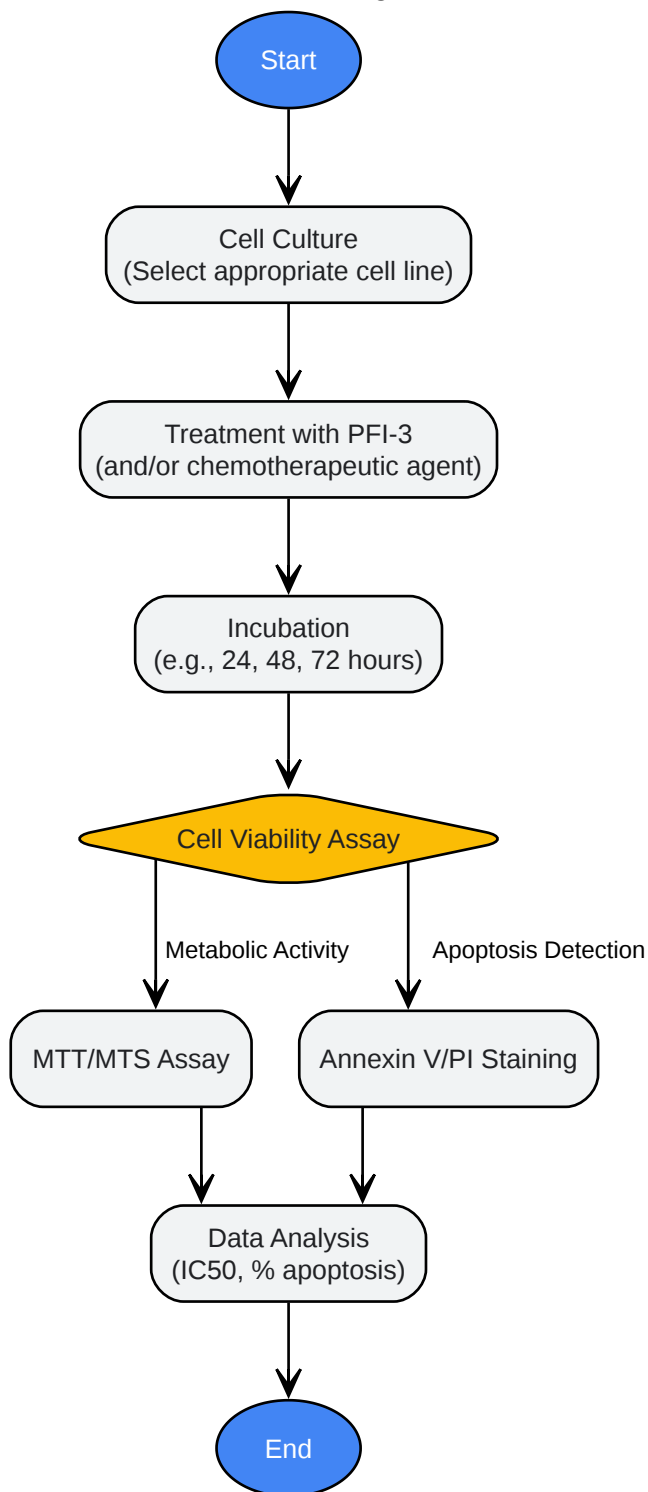 Start
Cell Culture
(Select appropriate cell line)
Treatment with PFI-3
(and/or chemotherapeutic agent)
Incubation
(e.g., 24, 48, 72 hours)
Cell Viability Assay
Metabolic Activity
Apoptosis Detection
MTT/MTS Assay
Annexin V/PI Staining
Data Analysis
(IC50, % apoptosis)
End